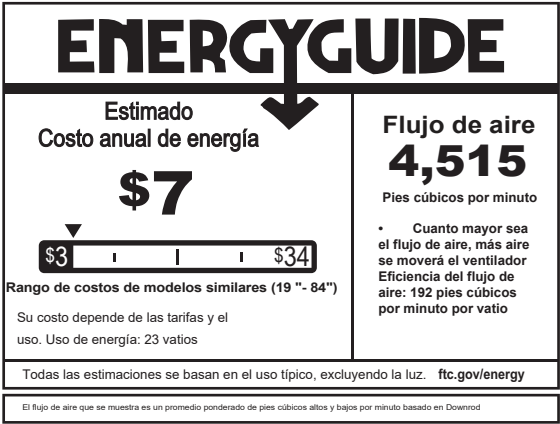 ENERGYGUIDE
Estimado
Costo anual de energía
$7
$3 $34
Rango de costos de modelos similares (19 "- 84")
Su costo depende de las tarifas y el
uso. Uso de energía: 23 vatios
Flujo de aire
4,515
Pies cúbicos por minuto
• Cuanto mayor sea
el flujo de aire, más aire
se moverá el ventilador
Eficiencia del flujo de
aire: 192 pies cúbicos
por minuto por vatio
Todas las estimaciones se basan en el uso típico, excluyendo la luz. ftc.gov/energy
El flujo de aire que se muestra es un promedio ponderado de pies cúbicos altos y bajos por minuto basado en Downrod